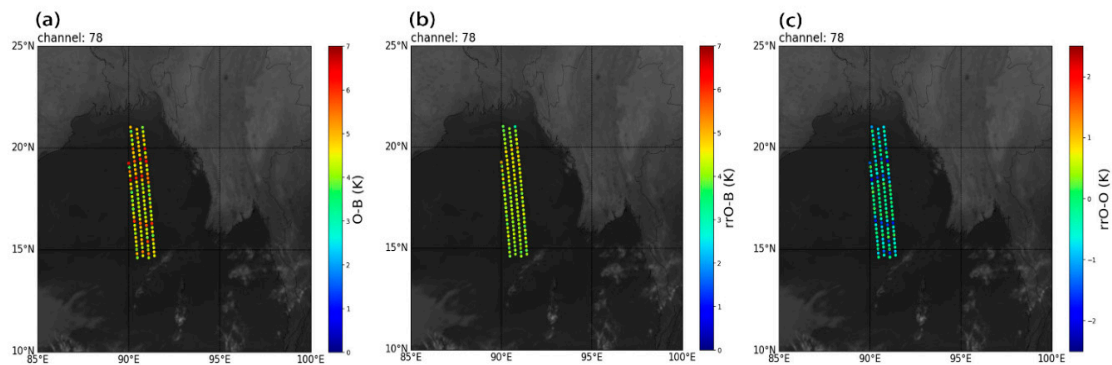 (a)
channel: 78
25°N
20°N
15°N
10°N
85°E
90°E
95°E
100°E
7
6
5
4
3
2
1
0
O-B (K)
(b)
channel: 78
25°N
20°N
15°N
10°N
85°E
90°E
95°E
100°E
7
6
5
4
3
2
1
0
rrO-B (K)
(c)
channel: 78
25°N
20°N
15°N
10°N
85°E
90°E
95°E
100°E
2
1
0
−1
−2
rrO-O (K)